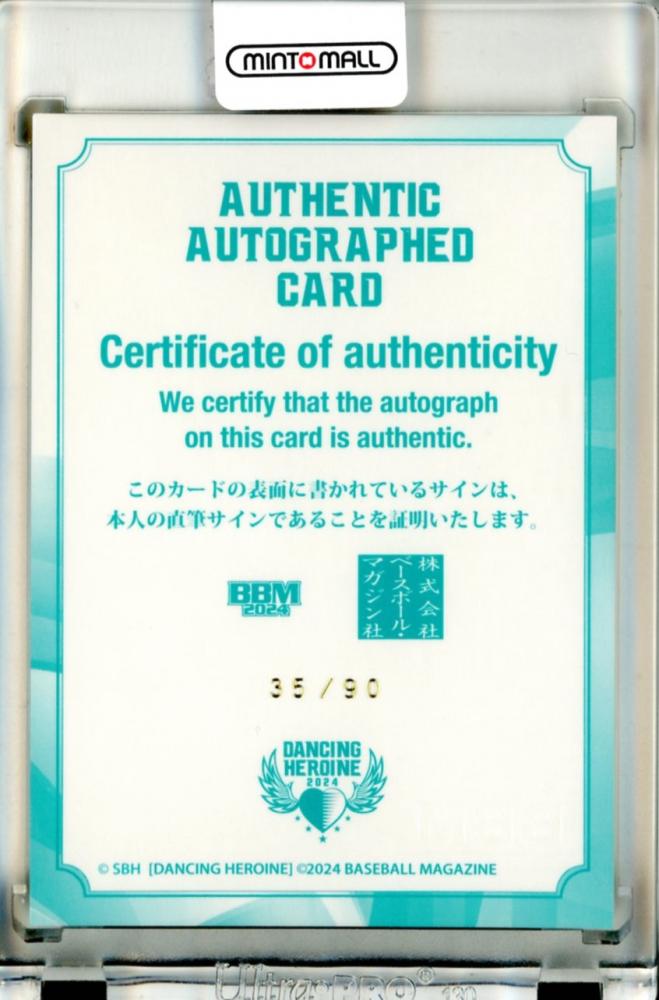 MINTMALL
AUTHENTIC
AUTOGRAPHED
CARD
Certificate of authenticity
We certify that the autograph
on this card is authentic.
このカードの表面に書かれているサインは、
本人の直筆サインであることを証明いたします。
BBM
2024
株式会社
ベースボール・
マガジン社
35/90
DANCING
HEROINE
2024
© SBH [DANCING HEROINE] ©2024 BASEBALL MAGAZINE
Ultra PRO® 130